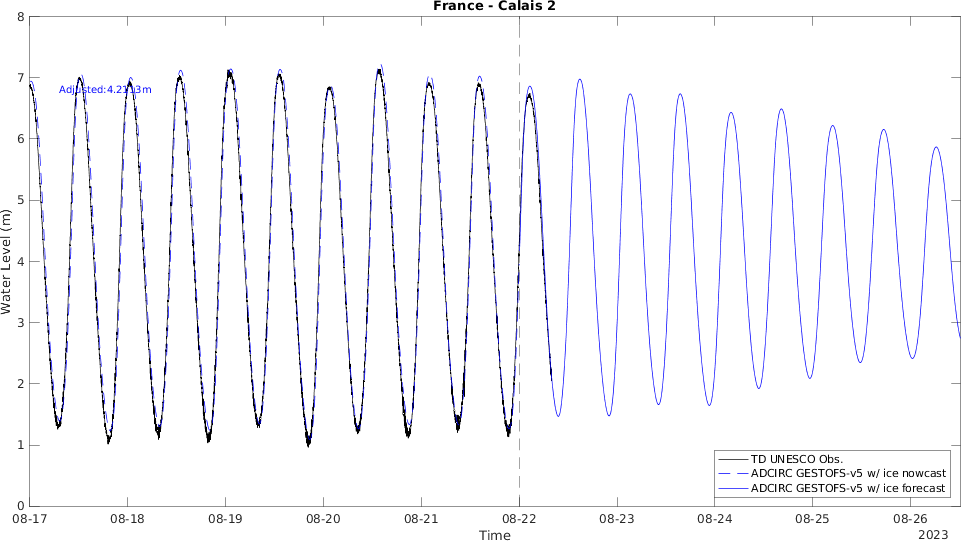 France - Calais 2
8
7
6
5
4
3
2
1
0
Water Level (m)
Adjusted:4.2113m
TD UNESCO Obs.
ADCIRC GESTOFS-v5 w/ ice nowcast
ADCIRC GESTOFS-v5 w/ ice forecast
08-17 08-18 08-19 08-20 08-21 08-22 08-23 08-24 08-25 08-26
Time
2023